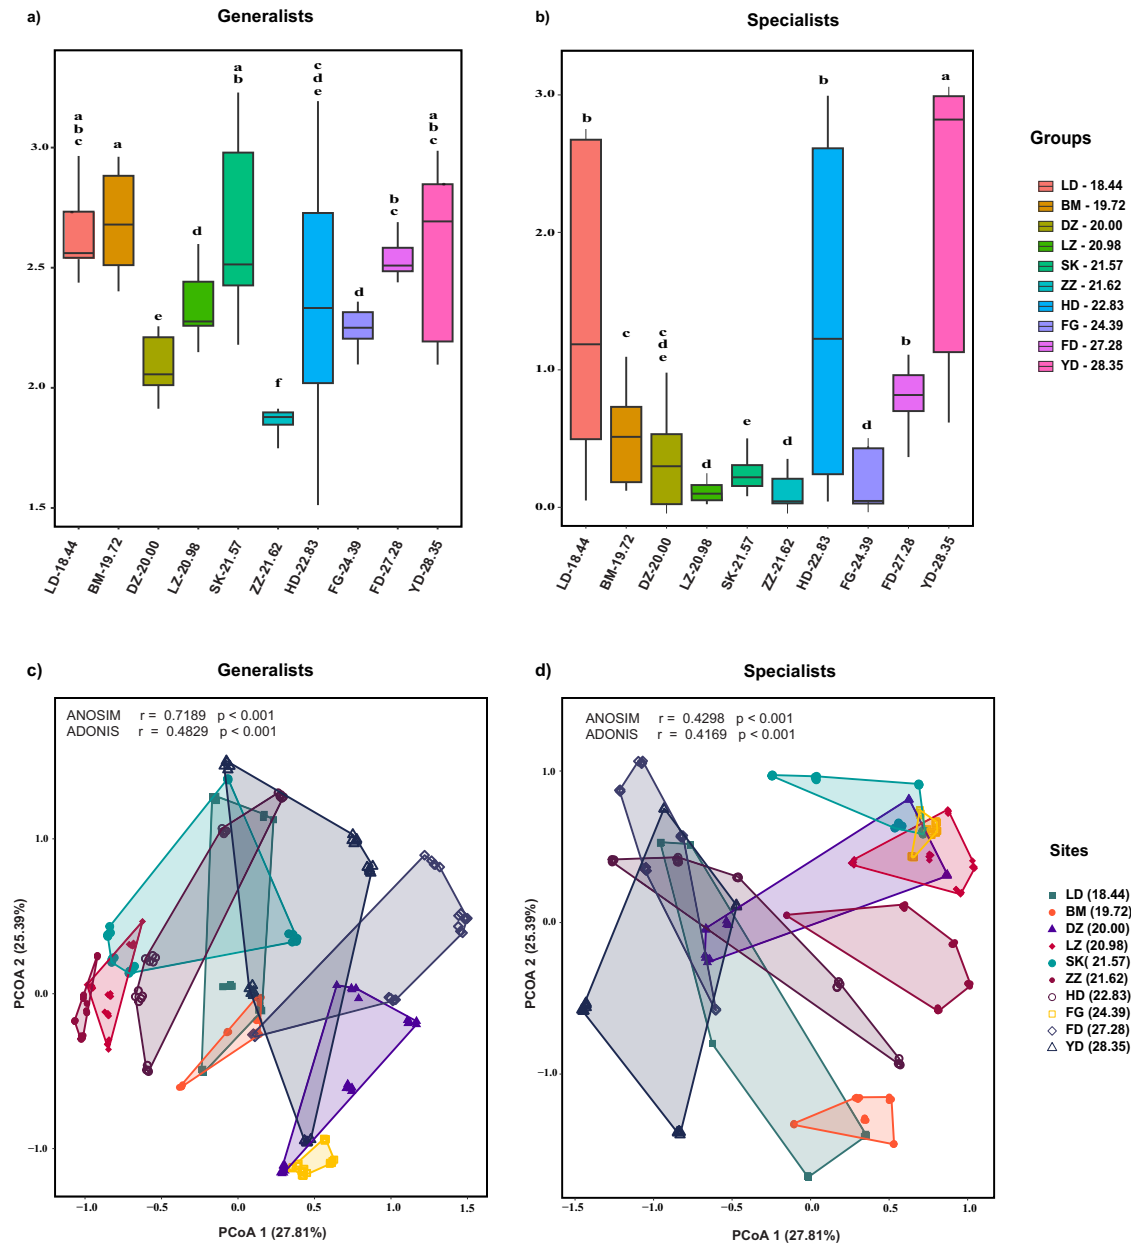 a)
Generalists
b)
Specialists
3.0
2.5
2.0
1.5
a
b
c
a
e
d
a
b
f
c
d
e
d
b
c
a
b
c
LD-18.44
BM-19.72
DZ-20.00
LZ-20.98
SK-21.57
ZZ-21.62
HD-22.83
FG-24.39
FD-27.28
YD-28.35
3.0
2.0
1.0
0.0
b
c
c
d
e
d
e
d
b
d
b
a
LD-18.44
BM-19.72
DZ-20.00
LZ-20.98
SK-21.57
ZZ-21.62
HD-22.83
FG-24.39
FD-27.28
YD-28.35
Groups
LD - 18.44
BM - 19.72
DZ - 20.00
LZ - 20.98
SK - 21.57
ZZ - 21.62
HD - 22.83
FG - 24.39
FD - 27.28
YD - 28.35
c)
Generalists
ANOSIM r = 0.7189 p < 0.001
ADONIS r = 0.4829 p < 0.001
PCOA 2 (25.39%)
1.0
0.0
−1.0
−1.0
−0.5
0.0
0.5
1.0
1.5
PCoA 1 (27.81%)
d)
Specialists
ANOSIM r = 0.4298 p < 0.001
ADONIS r = 0.4169 p < 0.001
PCOA 2 (25.39%)
1.0
0.0
−1.0
−1.5
−1.0
−0.5
0.0
0.5
1.0
PCoA 1 (27.81%)
Sites
LD (18.44)
BM (19.72)
DZ (20.00)
LZ (20.98)
SK( 21.57)
ZZ (21.62)
HD (22.83)
FG (24.39)
FD (27.28)
YD (28.35)